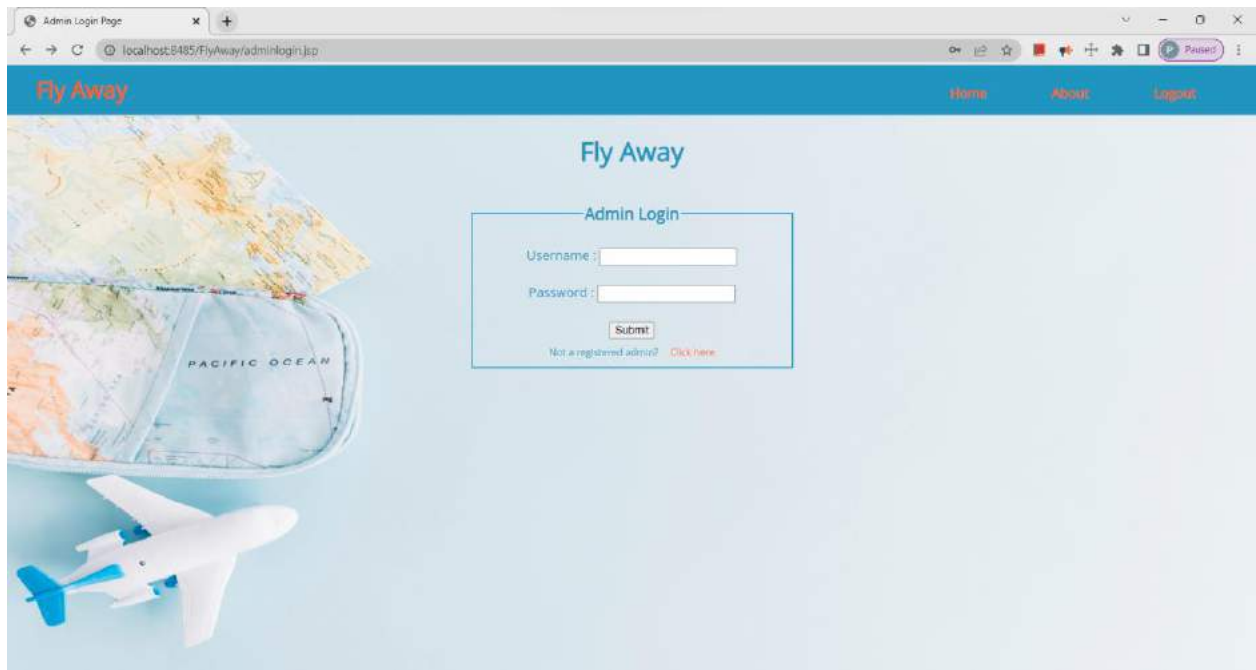 Admin Login Page
localhost:8485/FlyAway/adminlogin.jsp
Paused
Fly Away
Home About Logout
Fly Away
Admin Login
Username :
Password :
Submit
Not a registered admin? Click here
PACIFIC OCEAN